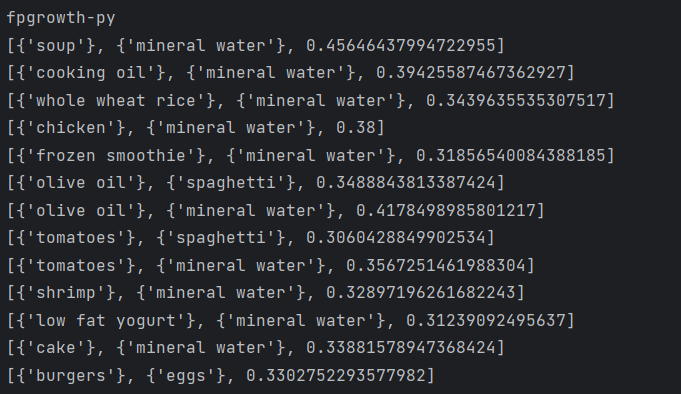 fpgrowth-py
[{'soup'}, {'mineral water'}, 0.45646437994722955]
[{'cooking oil'}, {'mineral water'}, 0.39425587467362927]
[{'whole wheat rice'}, {'mineral water'}, 0.3439635535307517]
[{'chicken'}, {'mineral water'}, 0.38]
[{'frozen smoothie'}, {'mineral water'}, 0.31856540084388185]
[{'olive oil'}, {'spaghetti'}, 0.3488843813387424]
[{'olive oil'}, {'mineral water'}, 0.4178498985801217]
[{'tomatoes'}, {'spaghetti'}, 0.3060428849902534]
[{'tomatoes'}, {'mineral water'}, 0.3567251461988304]
[{'shrimp'}, {'mineral water'}, 0.32897196261682243]
[{'low fat yogurt'}, {'mineral water'}, 0.31239092495637]
[{'cake'}, {'mineral water'}, 0.33881578947368424]
[{'burgers'}, {'eggs'}, 0.3302752293577982]